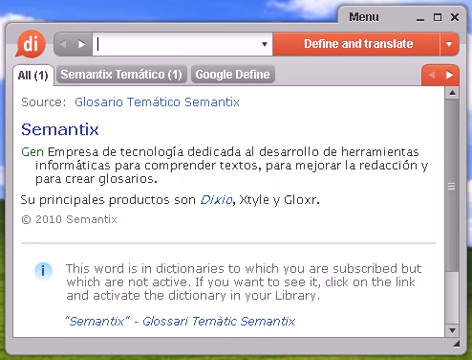 Menu
di
Define and translate
All (1)
Semantix Temático (1)
Google Define
Source: Glosario Temático Semantix
Semantix
Gen Empresa de tecnología dedicada al desarrollo de herramientas
informáticas para comprender textos, para mejorar la redacción y
para crear glosarios.
Su principales productos son Dixio, Xtyle y Gloxr.
© 2010 Semantix
i
This word is in dictionaries to which you are subscribed but
which are not active. If you want to see it, click on the link
and activate the dictionary in your Library.
"Semantix" - Glossari Temàtic Semantix